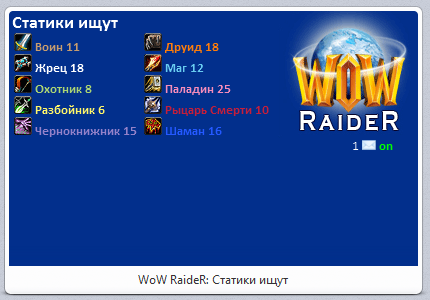 Статики ищут
Воин 11
Друид 18
Жрец 18
Маг 12
Охотник 8
Паладин 25
Разбойник 6
Рыцарь Смерти 10
Чернокнижник 15
Шаман 16
WOW
RaideR
1 on
WoW RaideR: Статики ищут